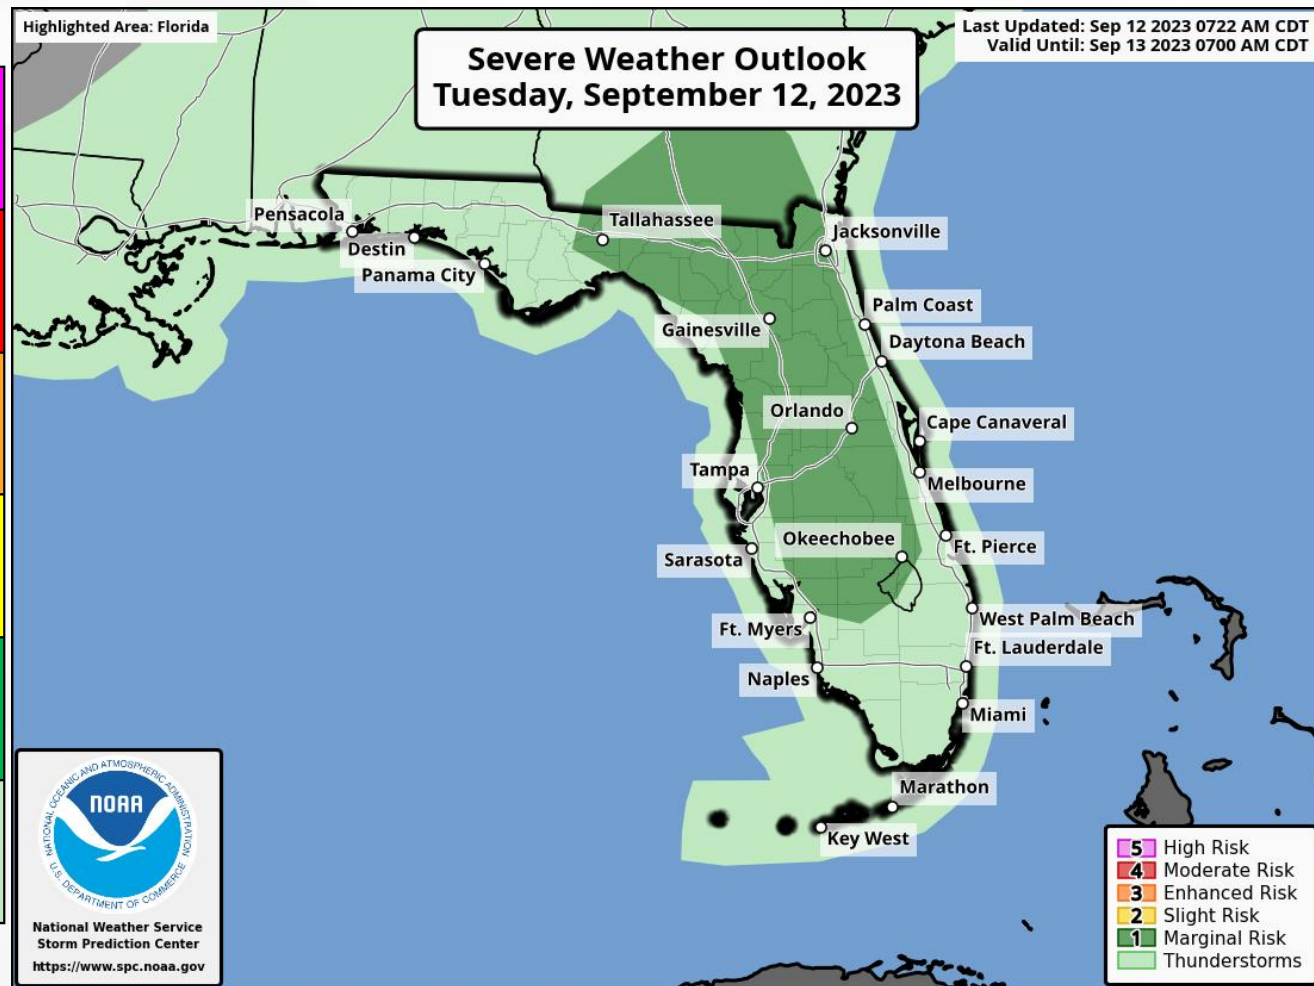 Highlighted Area: Florida
Severe Weather Outlook
Tuesday, September 12, 2023
Last Updated: Sep 12 2023 0722 AM CDT
Valid Until: Sep 13 2023 0700 AM CDT
Pensacola
Destin
Panama City
Tallahassee
Jacksonville
Palm Coast
Gainesville
Daytona Beach
Orlando
Cape Canaveral
Tampa
Melbourne
Okeechobee
Ft. Pierce
Sarasota
West Palm Beach
Ft. Myers
Ft. Lauderdale
Naples
Miami
Marathon
Key West
NATIONAL OCEANIC AND ATMOSPHERIC ADMINISTRATION
NOAA
U.S. DEPARTMENT OF COMMERCE
National Weather Service
Storm Prediction Center
https://www.spc.noaa.gov
5 High Risk
4 Moderate Risk
3 Enhanced Risk
2 Slight Risk
1 Marginal Risk
Thunderstorms